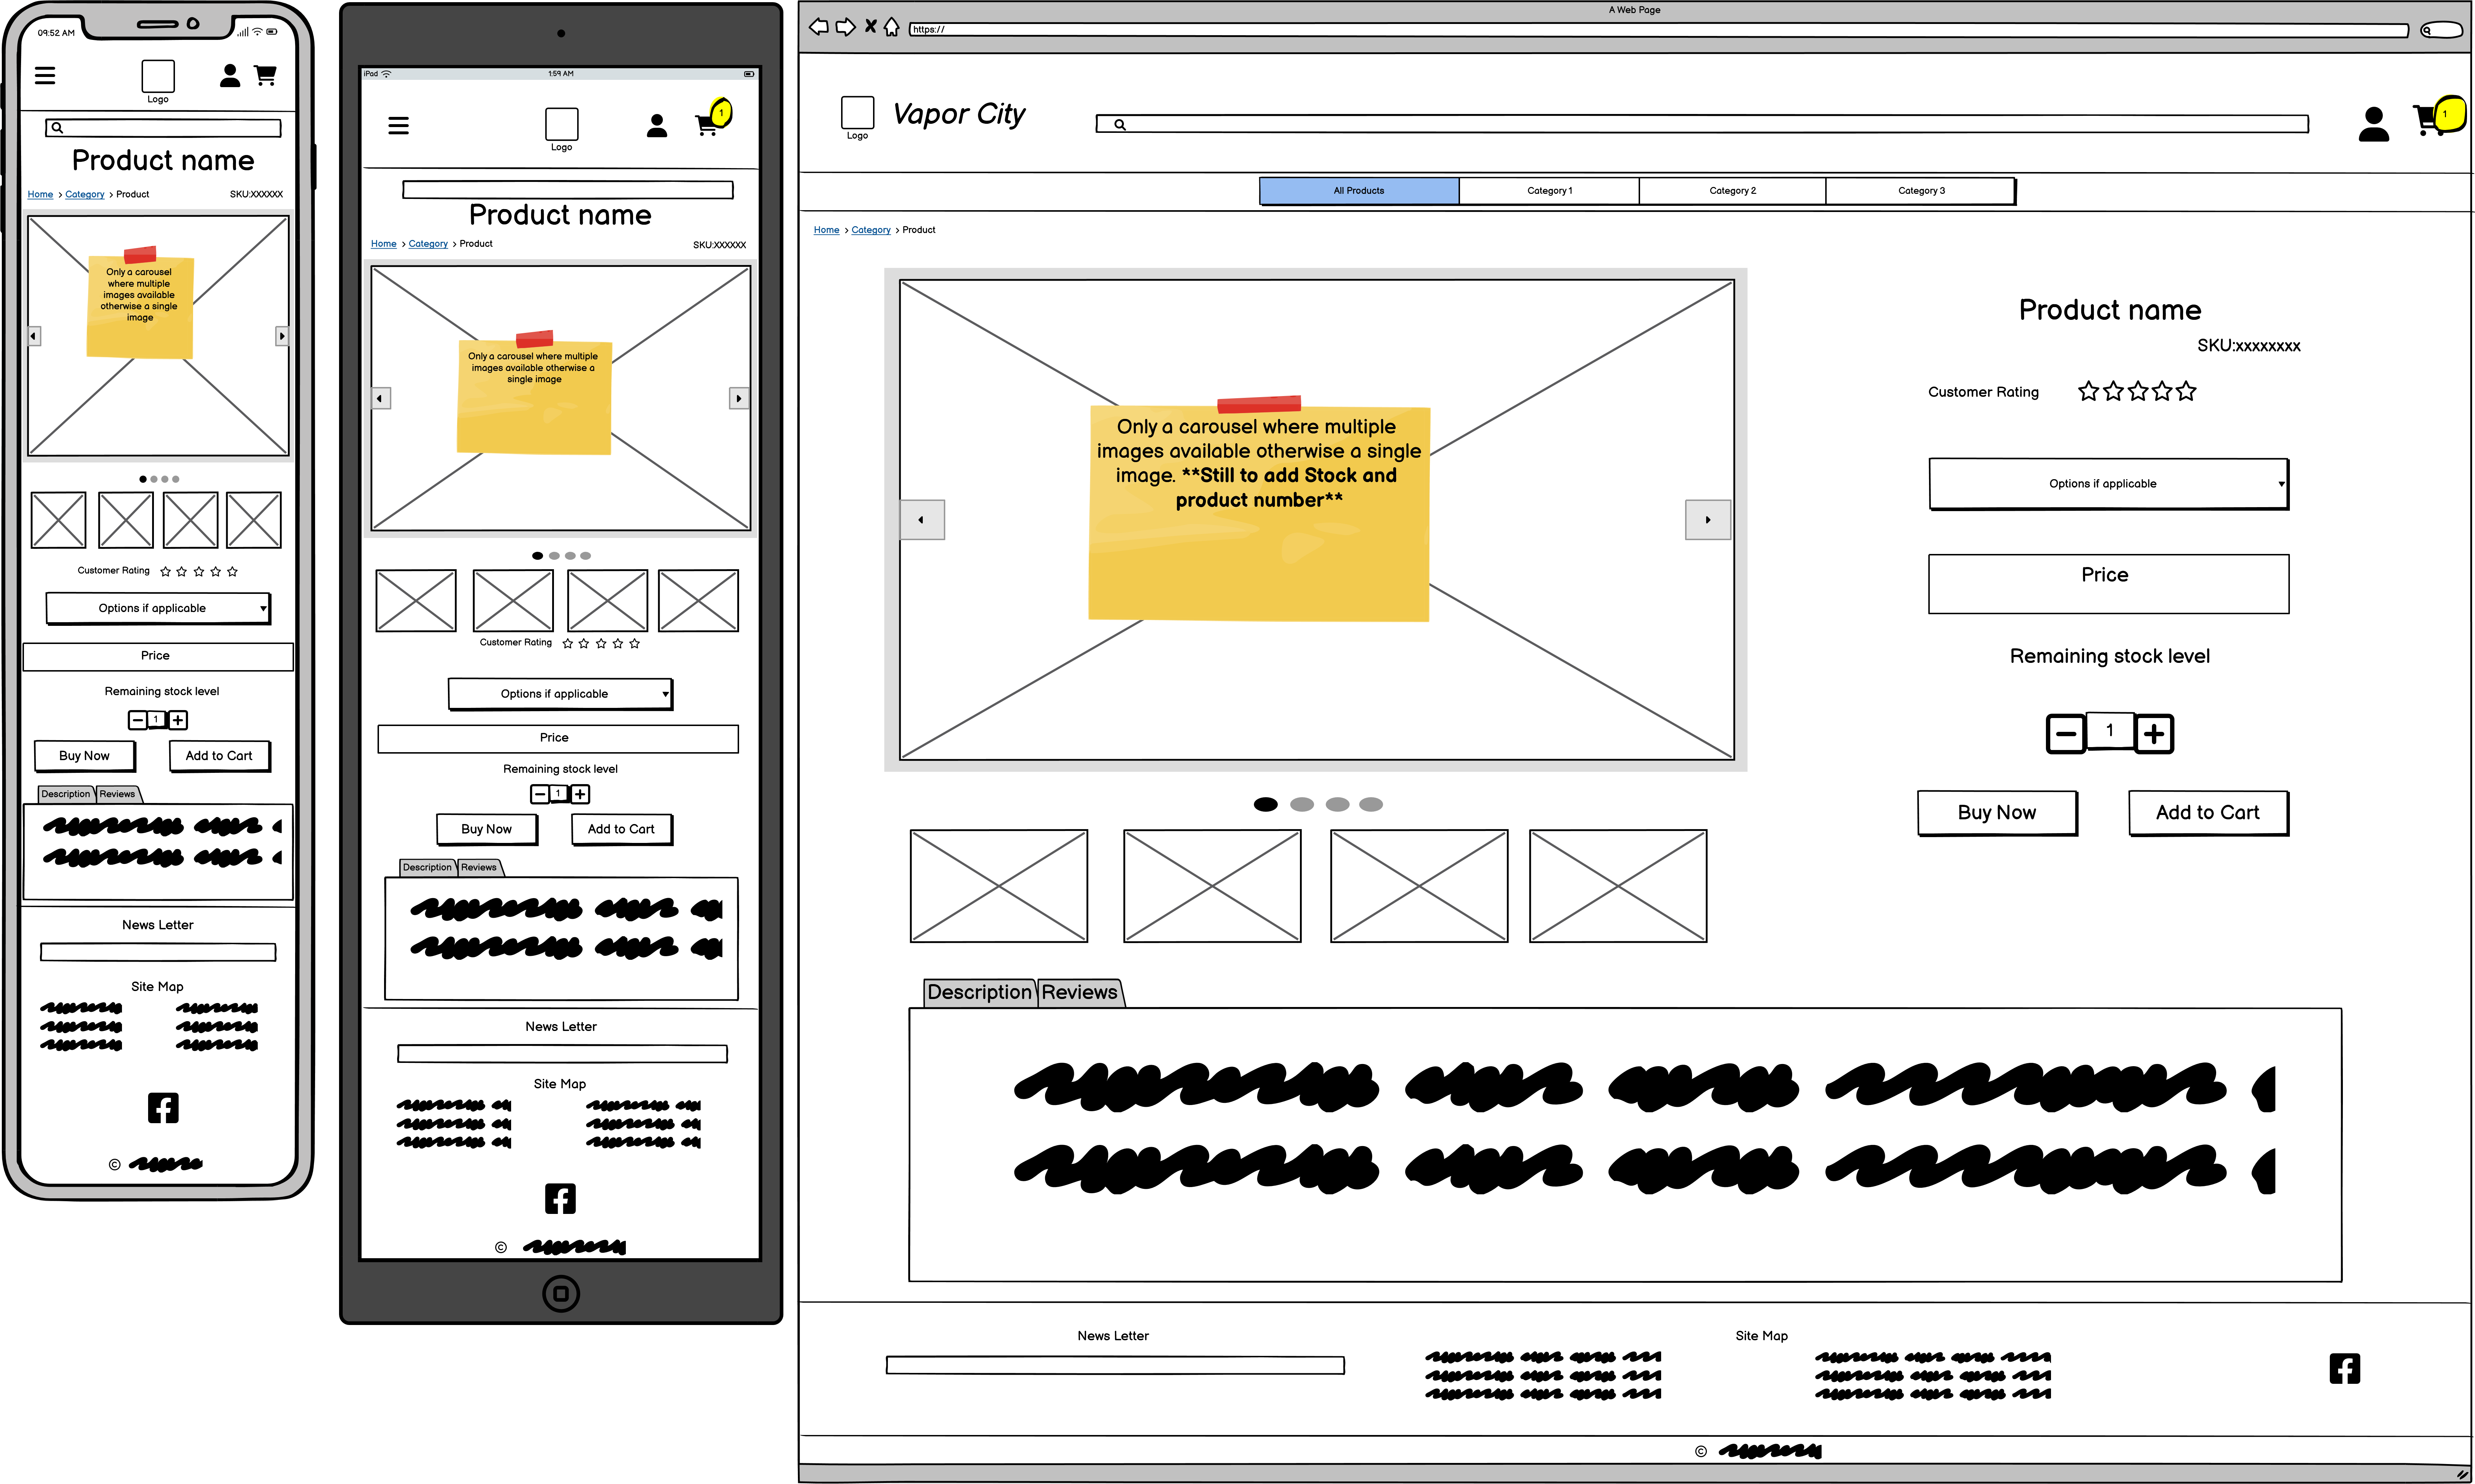 09:52 AM
Logo
Product name
Home > Category > Product SKU:XXXXXX
Only a carousel
where multiple
images available
otherwise a single
image
Customer Rating
Options if applicable
Price
Remaining stock level
1
Buy Now Add to Cart
Description Reviews
News Letter
Site Map
©
iPad 1:59 AM
1
Logo
Product name
Home > Category > Product SKU:XXXXXX
Only a carousel where multiple
images available otherwise a
single image
Customer Rating
Options if applicable
Price
Remaining stock level
1
Buy Now Add to Cart
Description Reviews
News Letter
Site Map
©
A Web Page
https://
Vapor City
Logo
1
All Products Category 1 Category 2 Category 3
Home > Category > Product
Only a carousel where multiple
images available otherwise a single
image. **Still to add Stock and
product number**
Product name
SKU:xxxxxxxx
Customer Rating
Options if applicable
Price
Remaining stock level
1
Buy Now Add to Cart
Description Reviews
News Letter
Site Map
©